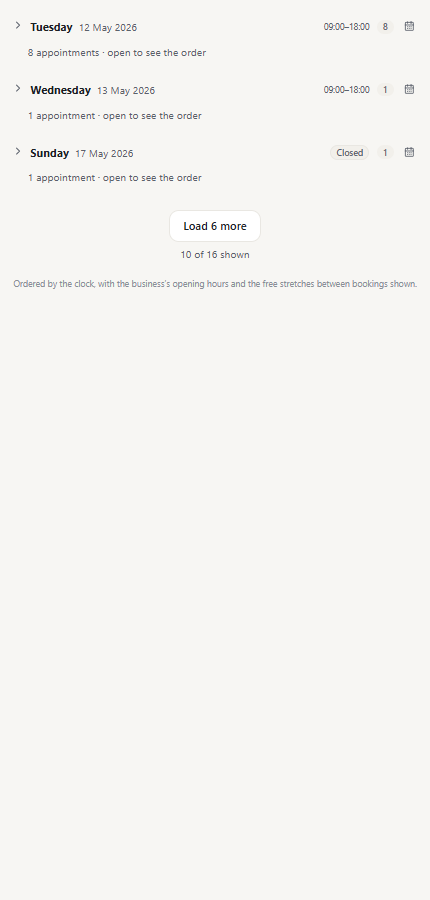 Tuesday 12 May 2026 09:00–18:00 8
8 appointments · open to see the order
Wednesday 13 May 2026 09:00–18:00 1
1 appointment · open to see the order
Sunday 17 May 2026 Closed 1
1 appointment · open to see the order
Load 6 more
10 of 16 shown
Ordered by the clock, with the business's opening hours and the free stretches between bookings shown.